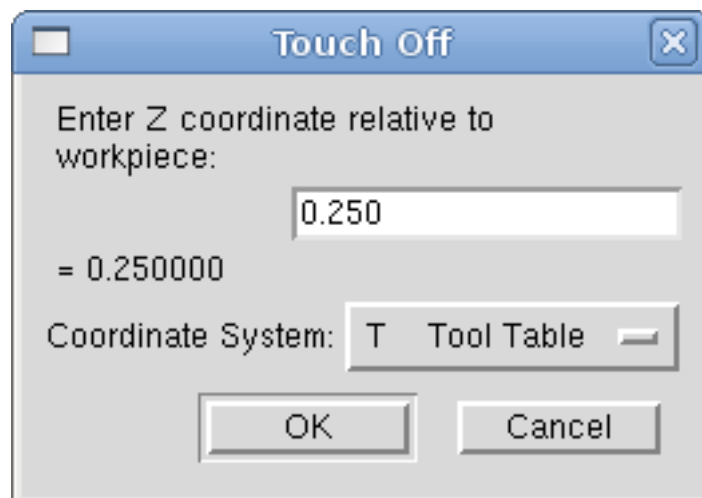 Touch Off
Enter Z coordinate relative to
workpiece:
0.250
= 0.250000
Coordinate System: T Tool Table
OK Cancel